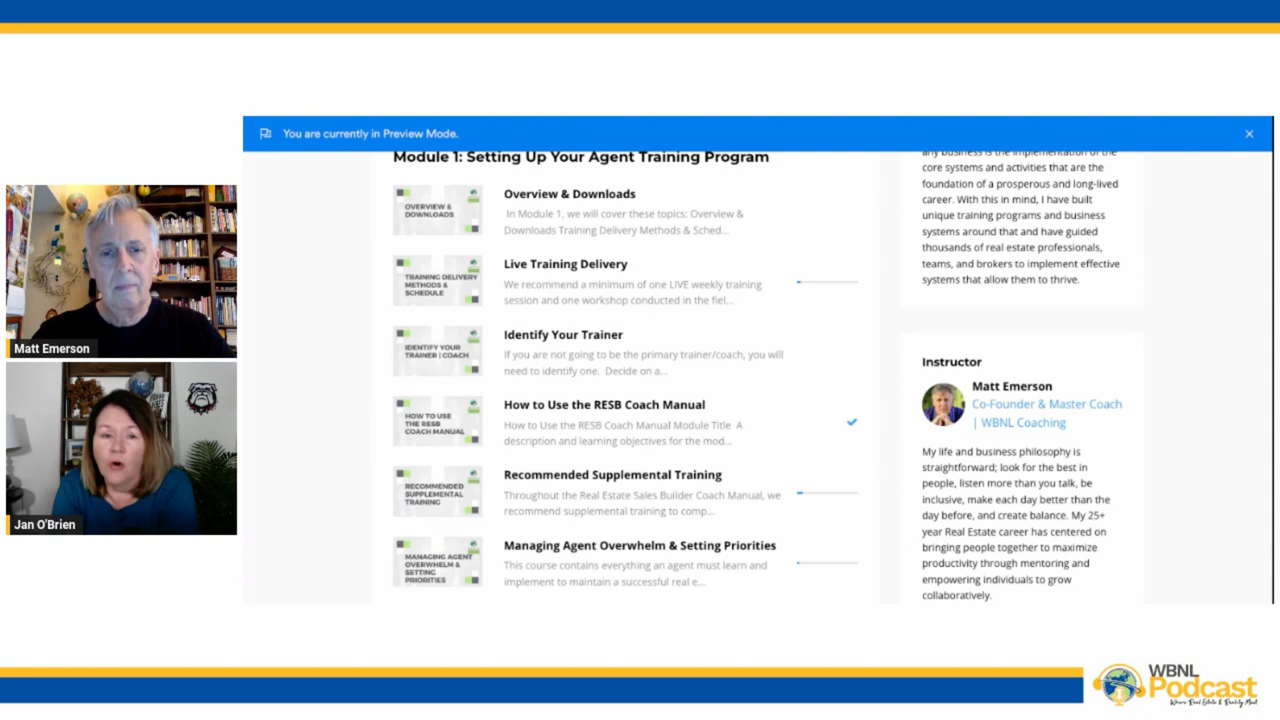 You are currently in Preview Mode.
Module 1: Setting Up Your Agent Training Program
OVERVIEW &
DOWNLOADS
Overview & Downloads
In Module 1, we will cover these topics: Overview &
Downloads Training Delivery Methods & Sched...
TRAINING DELIVERY
METHODS &
SCHEDULE
Live Training Delivery
We recommend a minimum of one LIVE weekly training
session and one workshop conducted in the fiel...
IDENTIFY YOUR
TRAINER | COACH
Identify Your Trainer
If you are not going to be the primary trainer/coach, you will
need to identify one. Decide on a...
HOW TO USE
THE RESB
COACH MANUAL
How to Use the RESB Coach Manual
How to Use the RESB Coach Manual Module Title A
description and learning objectives for the mod...
RECOMMENDED
SUPPLEMENTAL
TRAINING
Recommended Supplemental Training
Throughout the Real Estate Sales Builder Coach Manual, we
recommend supplemental training to comp...
MANAGING AGENT
OVERWHELM &
SETTING
PRIORITIES
Managing Agent Overwhelm & Setting Priorities
This course contains everything an agent must learn and
implement to maintain a successful real e...
any business is the implementation of the
core systems and activities that are the
foundation of a prosperous and long-lived
career. With this in mind, I have built
unique training programs and business
systems around that and have guided
thousands of real estate professionals,
teams, and brokers to implement effective
systems that allow them to thrive.
Instructor
Matt Emerson
Co-Founder & Master Coach
| WBNL Coaching
My life and business philosophy is
straightforward; look for the best in
people, listen more than you talk, be
inclusive, make each day better than the
day before, and create balance. My 25+
year Real Estate career has centered on
bringing people together to maximize
productivity through mentoring and
empowering individuals to grow
collaboratively.
Matt Emerson
Jan O'Brien
WBNL
Podcast
Where Real Estate & Reality Meet